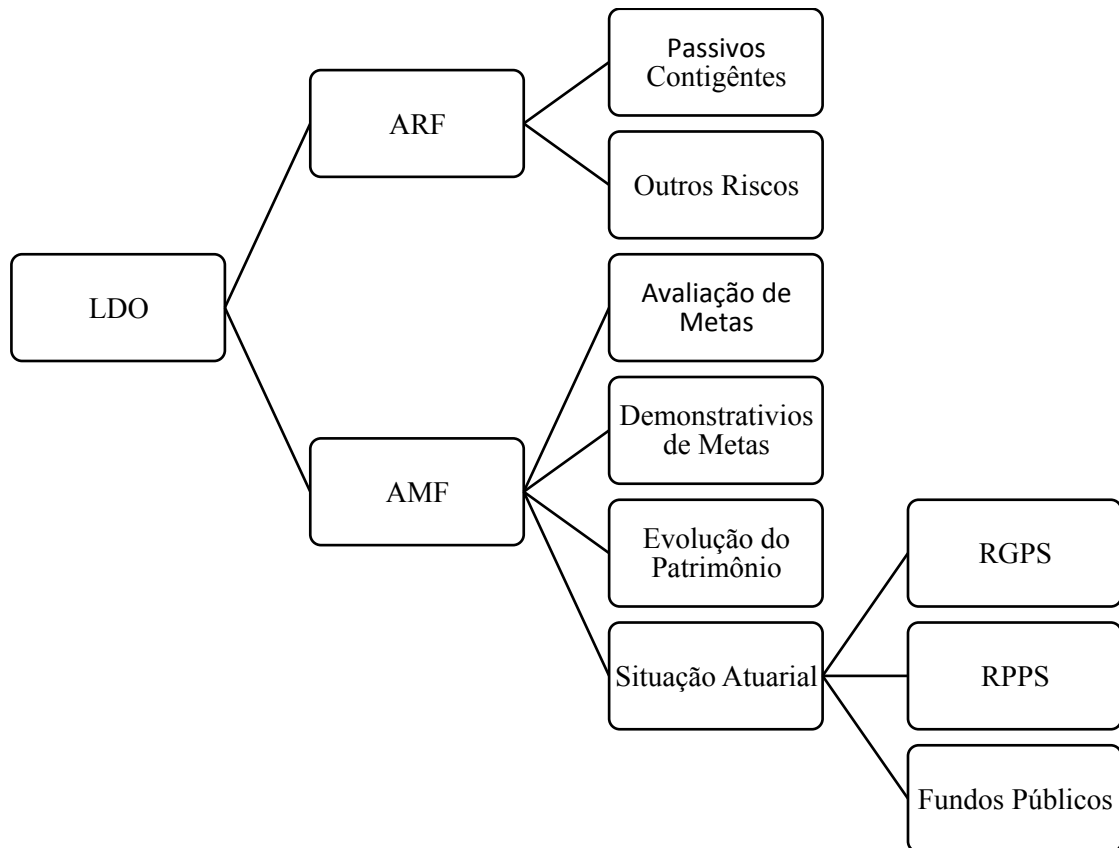 LDO
ARF
Passivos
Contigêntes
Outros Riscos
AMF
Avaliação de
Metas
Demonstrativios
de Metas
Evolução do
Patrimônio
Situação Atuarial
RGPS
RPPS
Fundos Públicos